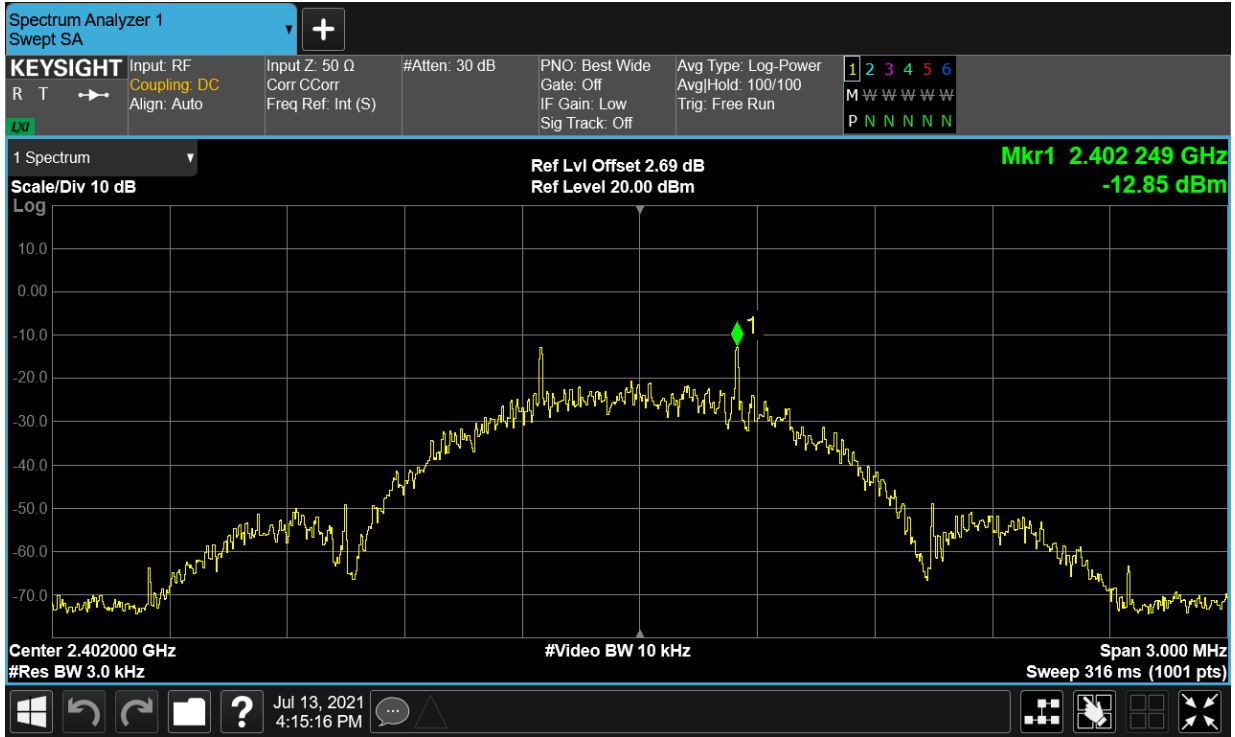 Spectrum Analyzer 1
Swept SA
KEYSIGHT
R T
LXI
Input: RF
Coupling: DC
Align: Auto
Input Z: 50 Ω
Corr CCorr
Freq Ref: Int (S)
#Atten: 30 dB
PNO: Best Wide
Gate: Off
IF Gain: Low
Sig Track: Off
Avg Type: Log-Power
Avg|Hold: 100/100
Trig: Free Run
1 2 3 4 5 6
M W W W W W
P N N N N N
1 Spectrum
Scale/Div 10 dB
Ref Lvl Offset 2.69 dB
Ref Level 20.00 dBm
Mkr1 2.402 249 GHz
-12.85 dBm
Log
10.0
0.00
-10.0
-20.0
-30.0
-40.0
-50.0
-60.0
-70.0
1
Center 2.402000 GHz
#Res BW 3.0 kHz
#Video BW 10 kHz
Span 3.000 MHz
Sweep 316 ms (1001 pts)
?
Jul 13, 2021
4:15:16 PM